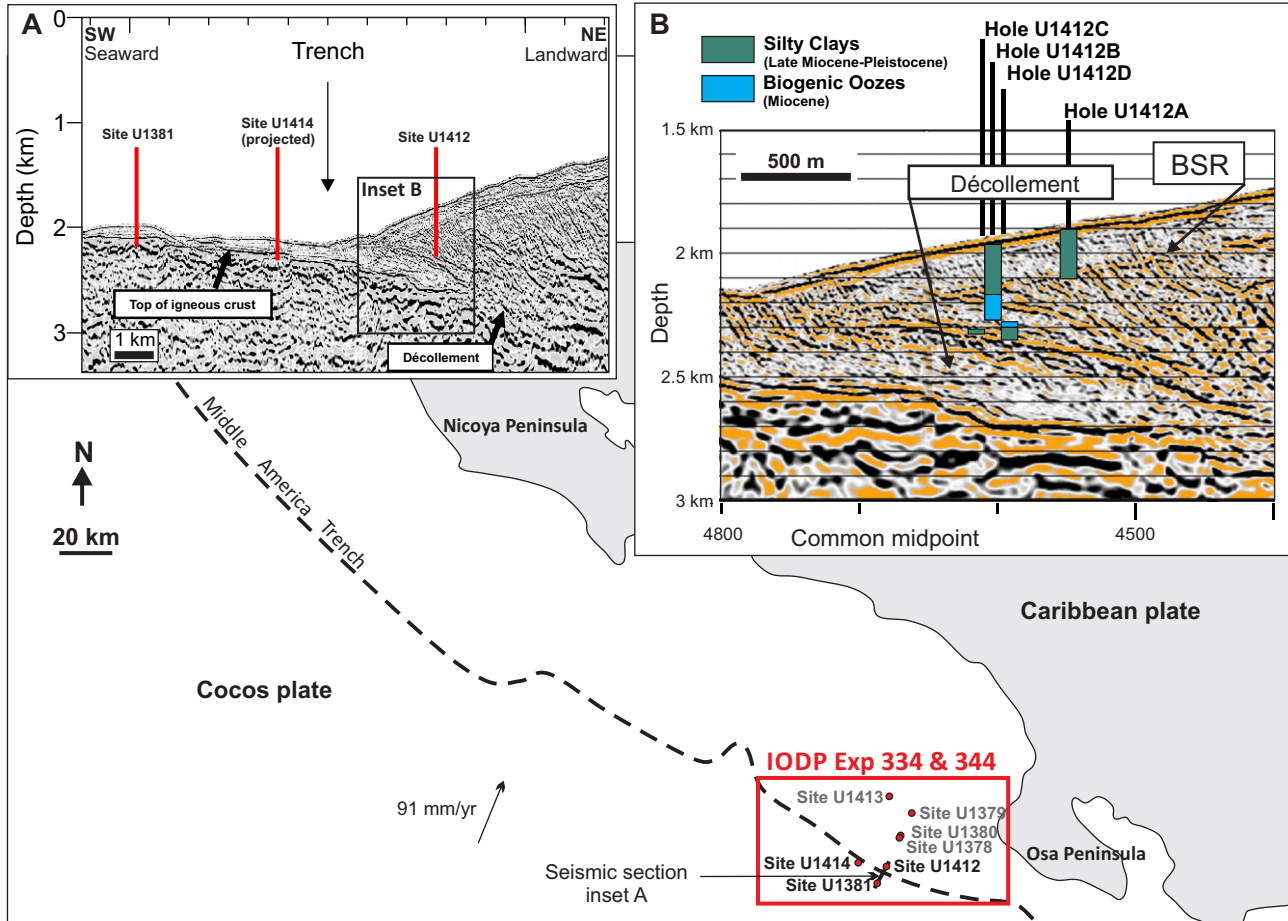 A
SW
Seaward
Trench
NE
Landward
0
1
2
3
Depth (km)
Site U1381
Site U1414
(projected)
Site U1412
Inset B
Top of igneous crust
1 km
Décollement
B
Silty Clays
(Late Miocene-Pleistocene)
Biogenic Oozes
(Miocene)
Hole U1412C
Hole U1412B
Hole U1412D
Hole U1412A
1.5 km
2 km
2.5 km
3 km
Depth
500 m
Décollement
BSR
4800
Common midpoint
4500
Middle America Trench
Nicoya Peninsula
N
20 km
Caribbean plate
Cocos plate
91 mm/yr
IODP Exp 334 & 344
Site U1413
Site U1379
Site U1380
Site U1378
Site U1414
Site U1412
Site U1381
Seismic section
inset A
Osa Peninsula